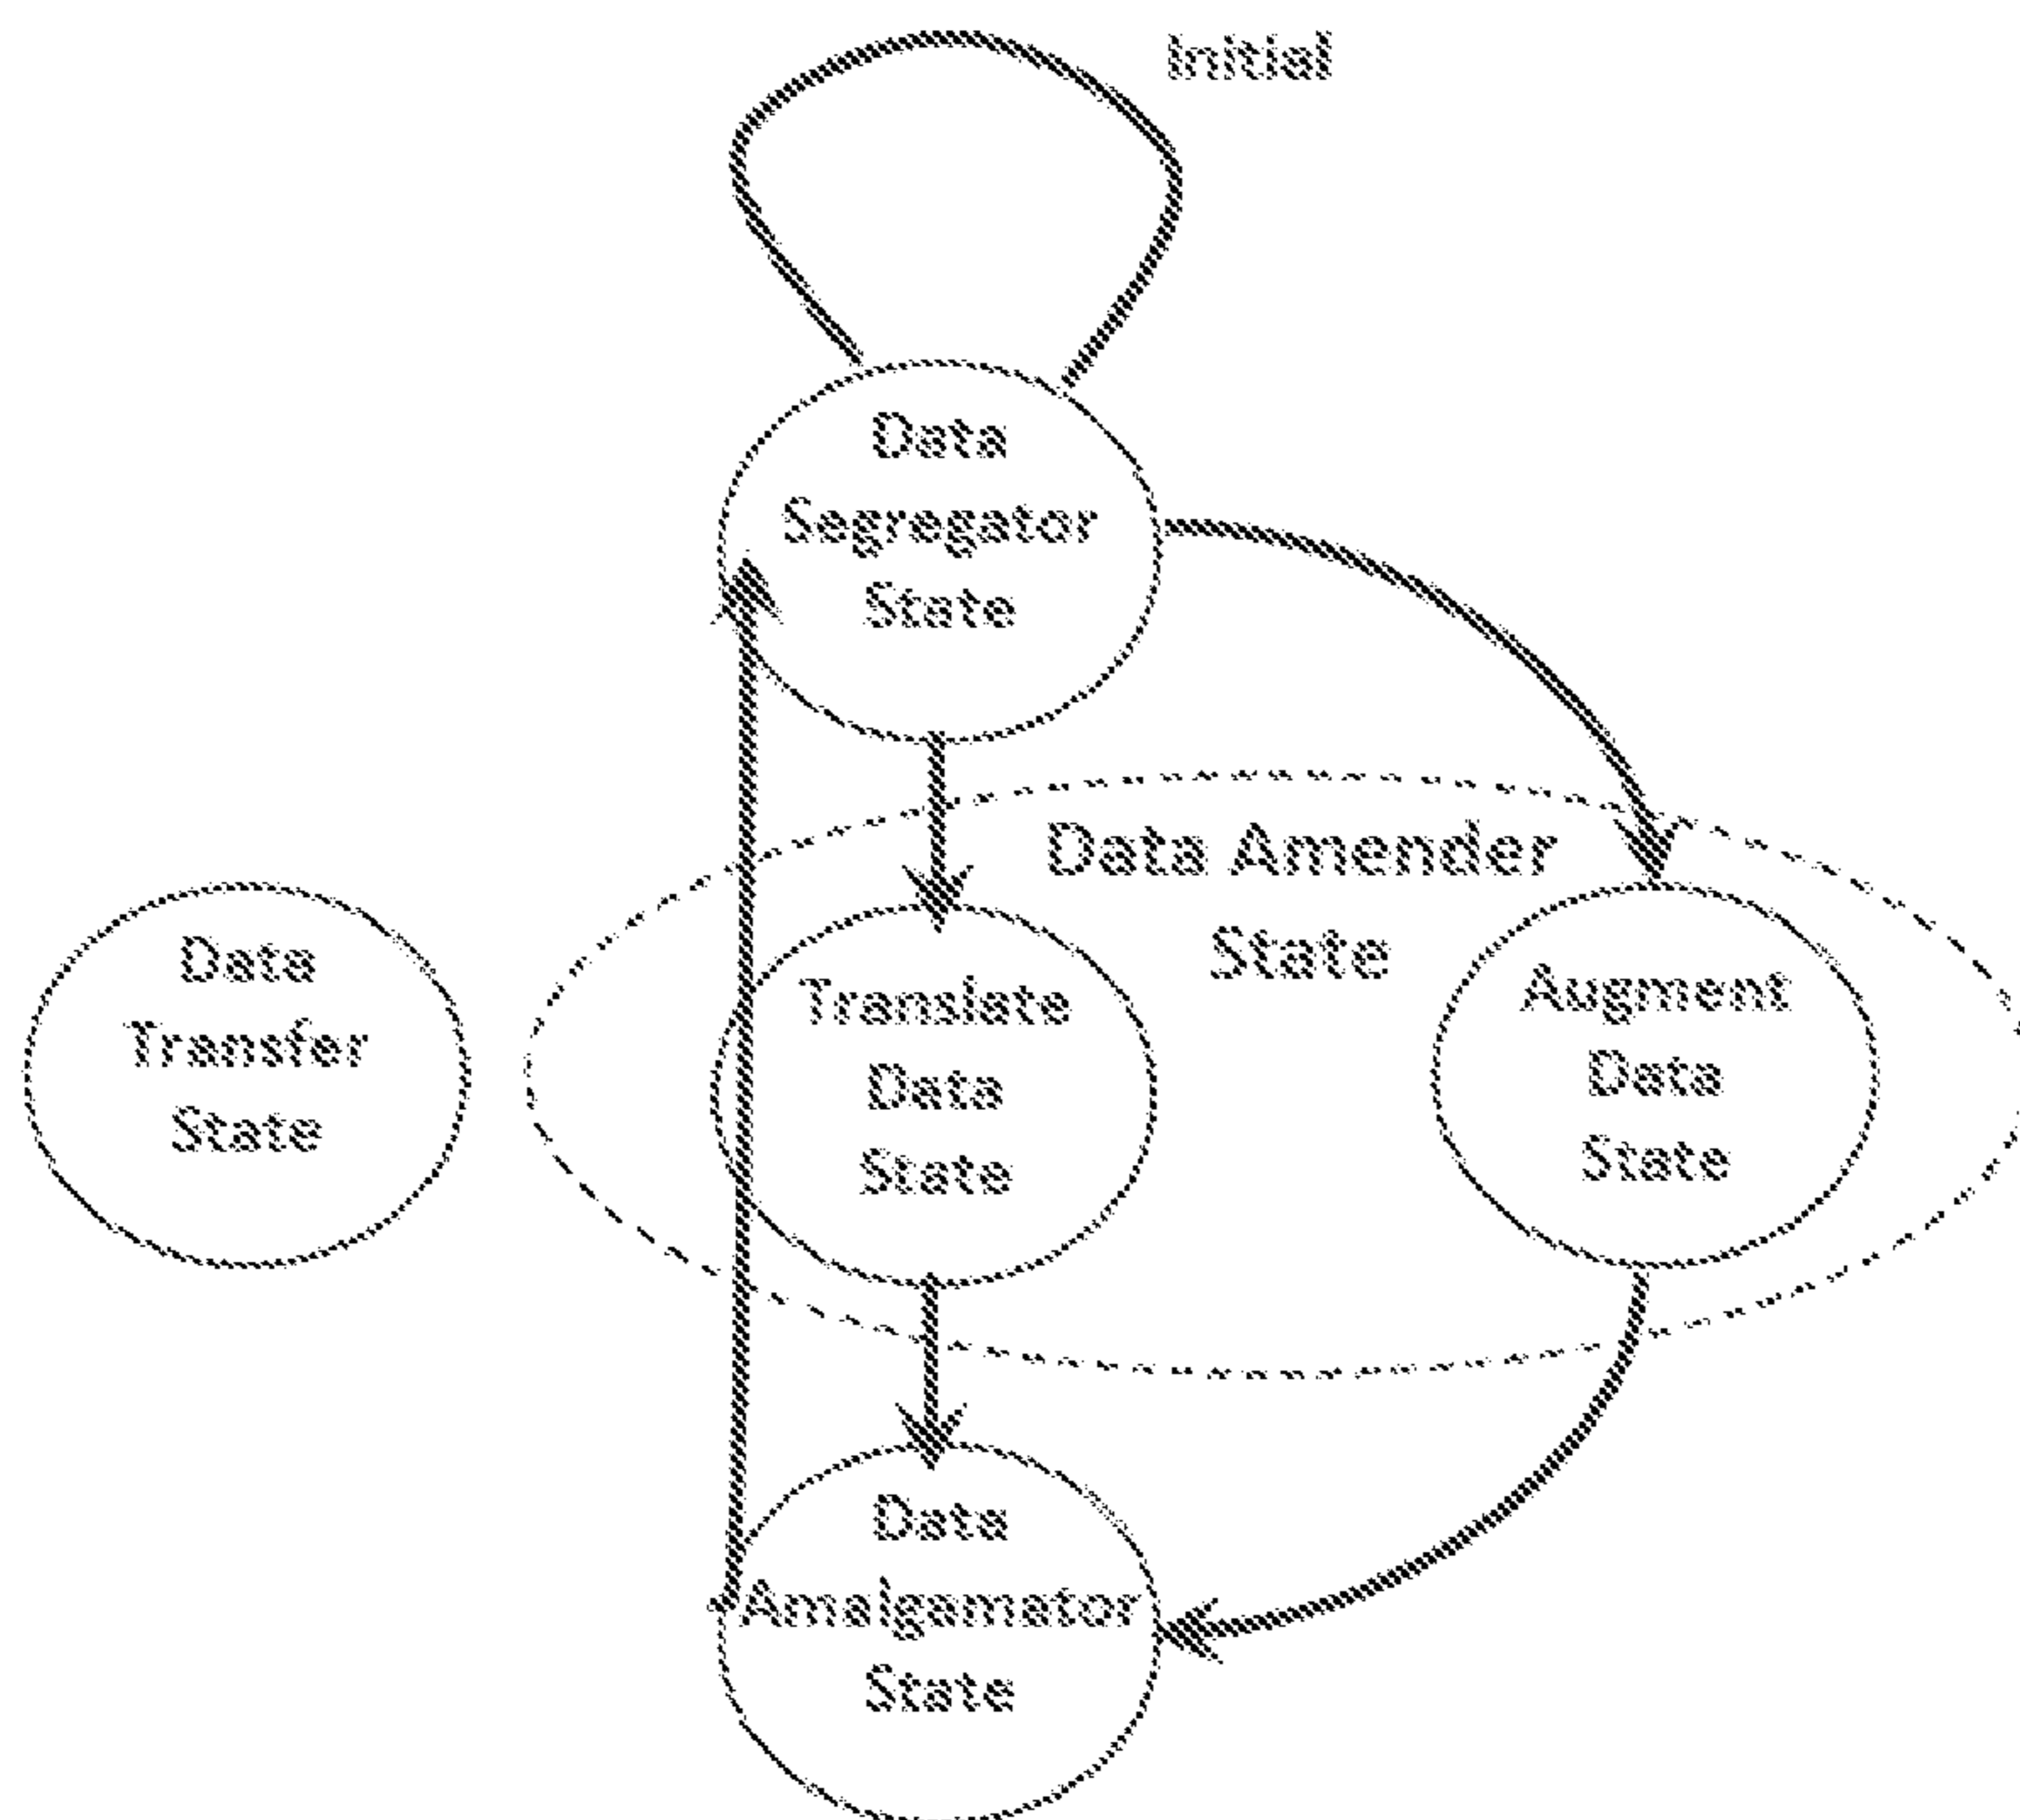 Initial
Data
Segregator
State
Data Amender
State
Data
Transfer
State
Translate
Data
State
Augment
Data
State
Data
Amalgamator
State